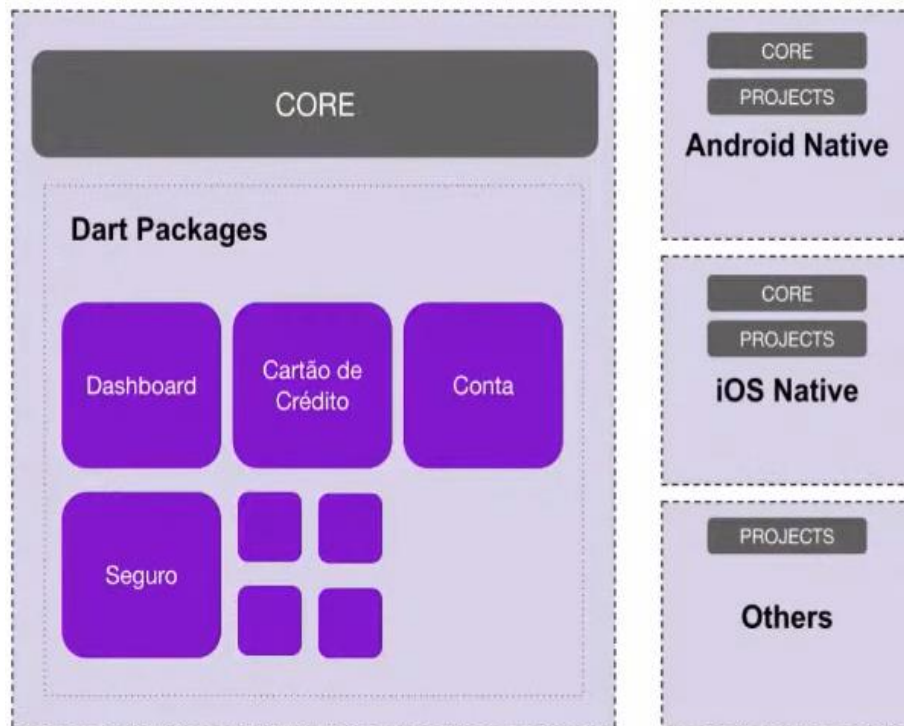 CORE
Dart Packages
Dashboard
Cartão de
Crédito
Conta
Seguro
CORE
PROJECTS
Android Native
CORE
PROJECTS
iOS Native
PROJECTS
Others